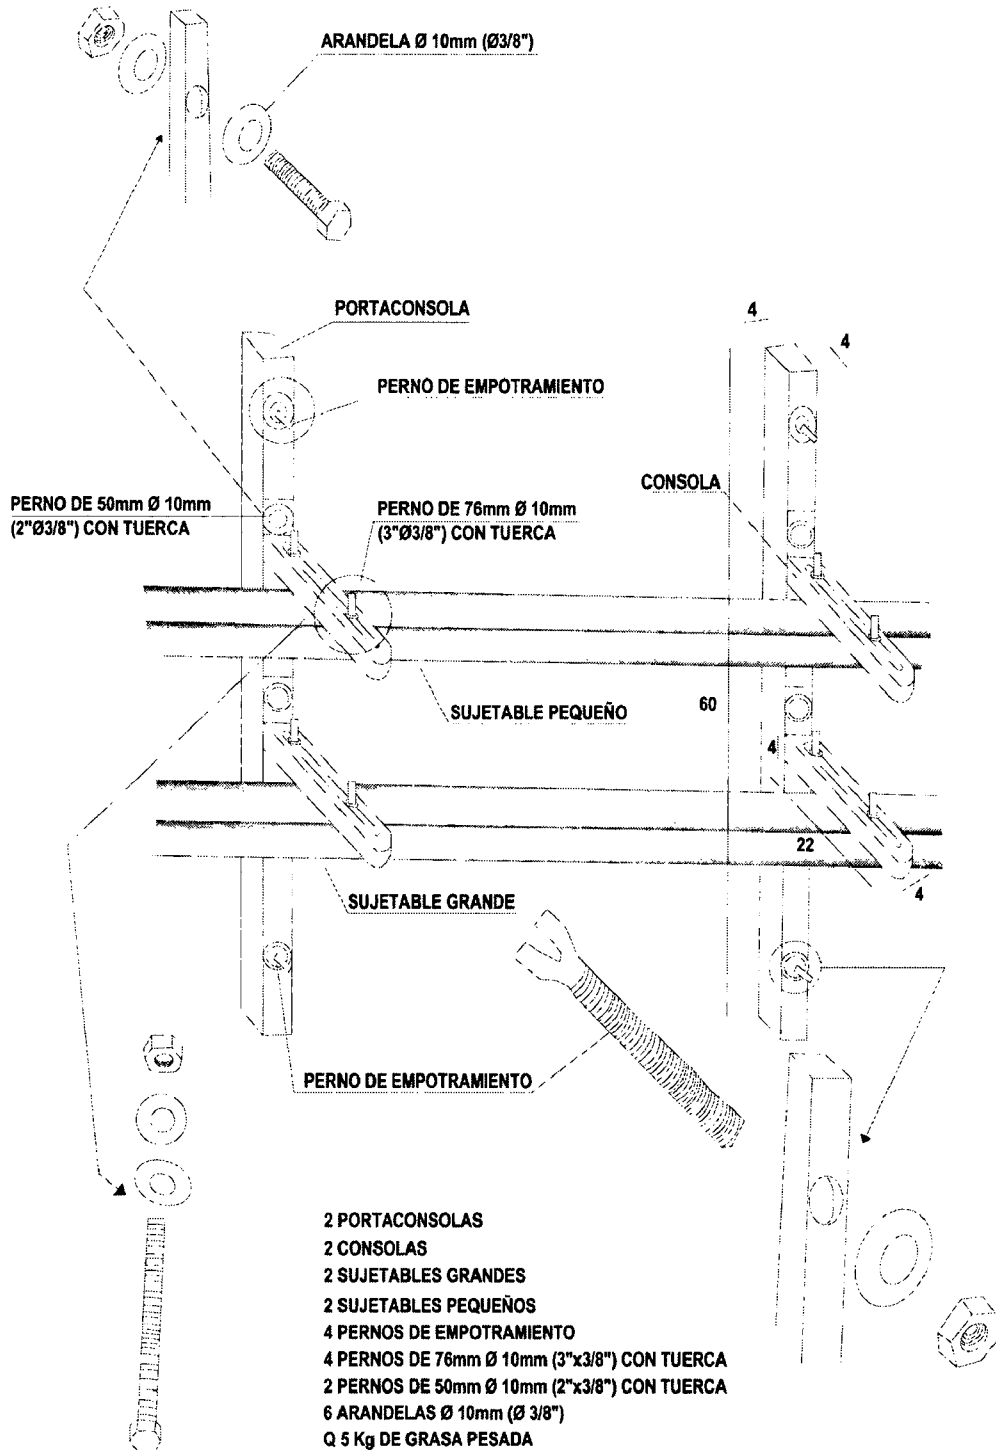 ARANDELA Ø 10mm (Ø3/8")
PORTACONSOLA
4
4
PERNO DE EMPOTRAMIENTO
CONSOLA
PERNO DE 50mm Ø 10mm
(2"Ø3/8") CON TUERCA
PERNO DE 76mm Ø 10mm
(3"Ø3/8") CON TUERCA
SUJETABLE PEQUEÑO
60
4
22
4
SUJETABLE GRANDE
PERNO DE EMPOTRAMIENTO
2 PORTACONSOLAS
2 CONSOLAS
2 SUJETABLES GRANDES
2 SUJETABLES PEQUEÑOS
4 PERNOS DE EMPOTRAMIENTO
4 PERNOS DE 76mm Ø 10mm (3"x3/8") CON TUERCA
2 PERNOS DE 50mm Ø 10mm (2"x3/8") CON TUERCA
6 ARANDELAS Ø 10mm (Ø 3/8")
Q 5 Kg DE GRASA PESADA